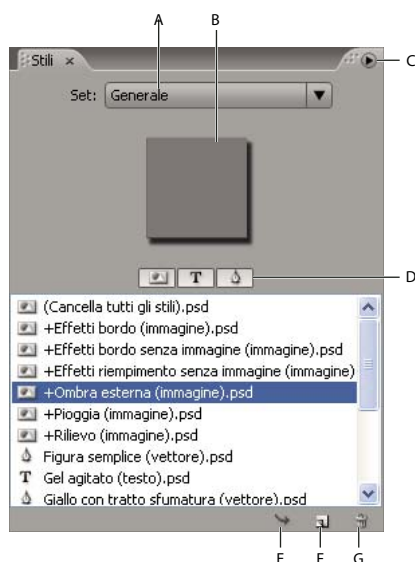 A B
Stili × C
Set: Generale
T D
(Cancella tutti gli stili).psd
+Effetti bordo (immagine).psd
+Effetti bordo senza immagine (immagine).psd
+Effetti riempimento senza immagine (immagine)
+Ombra esterna (immagine).psd
+Pioggia (immagine).psd
+Rilievo (immagine).psd
Figura semplice (vettore).psd
T Gel agitato (testo).psd
Giallo con tratto sfumatura (vettore).psd
E F G